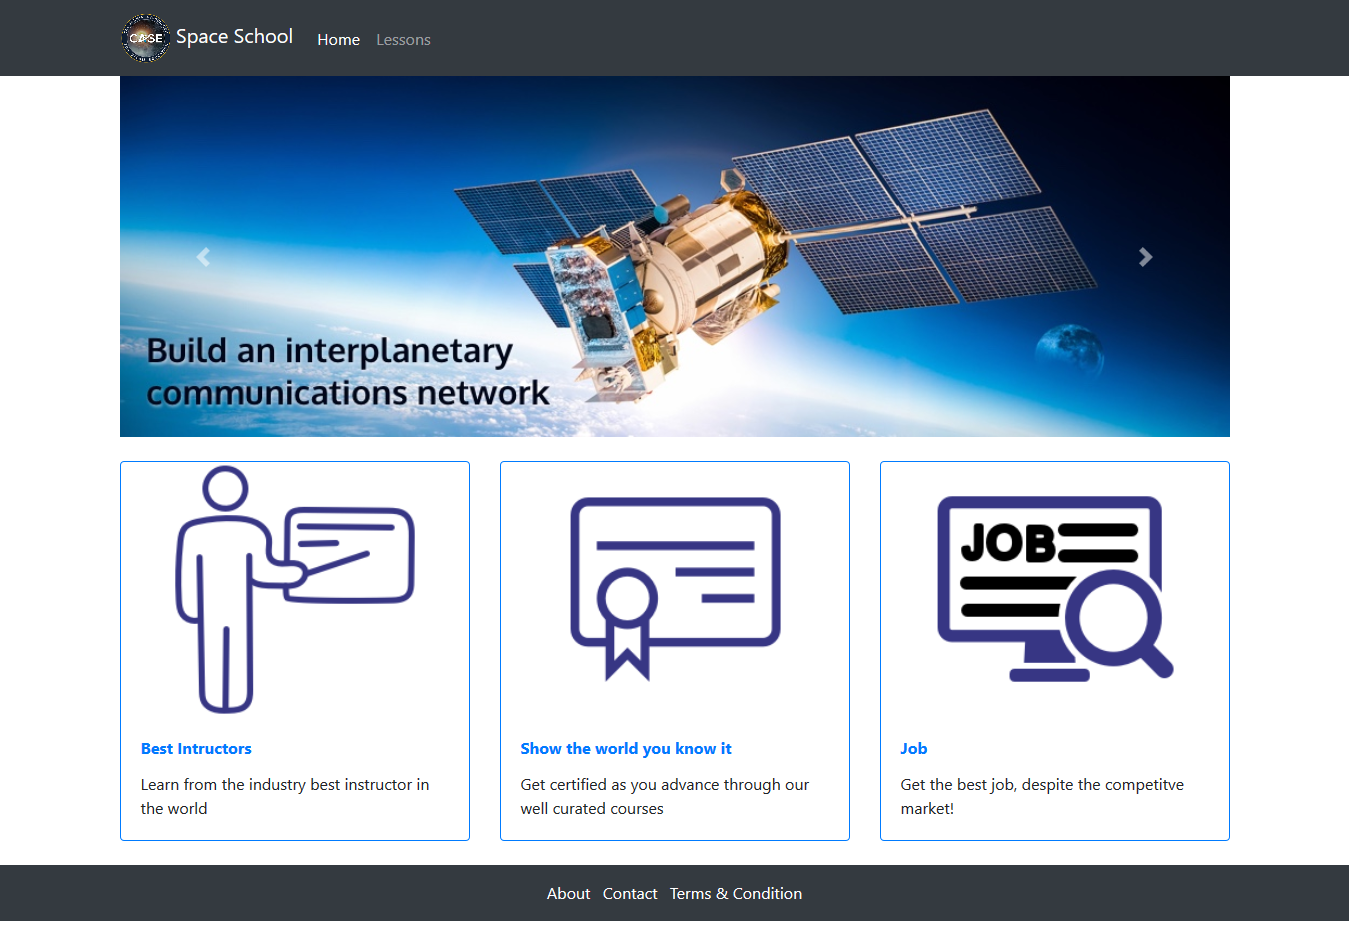 CASE
Space School
Home
Lessons
Build an interplanetary
communications network
JOB
Best Intructors
Learn from the industry best instructor in
the world
Show the world you know it
Get certified as you advance through our
well curated courses
Job
Get the best job, despite the competitve
market!
About
Contact
Terms & Condition